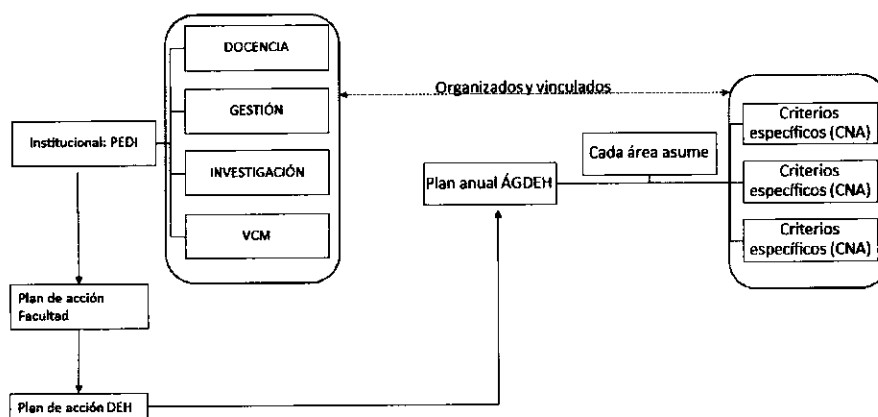 DOCENCIA
GESTIÓN
INVESTIGACIÓN
VCM
Institucional: PEDI
Organizados y vinculados
Plan anual ÁGDEH
Cada área asume
Criterios
específicos (CNA)
Criterios
específicos (CNA)
Criterios
específicos (CNA)
Plan de acción
Facultad
Plan de acción DEH